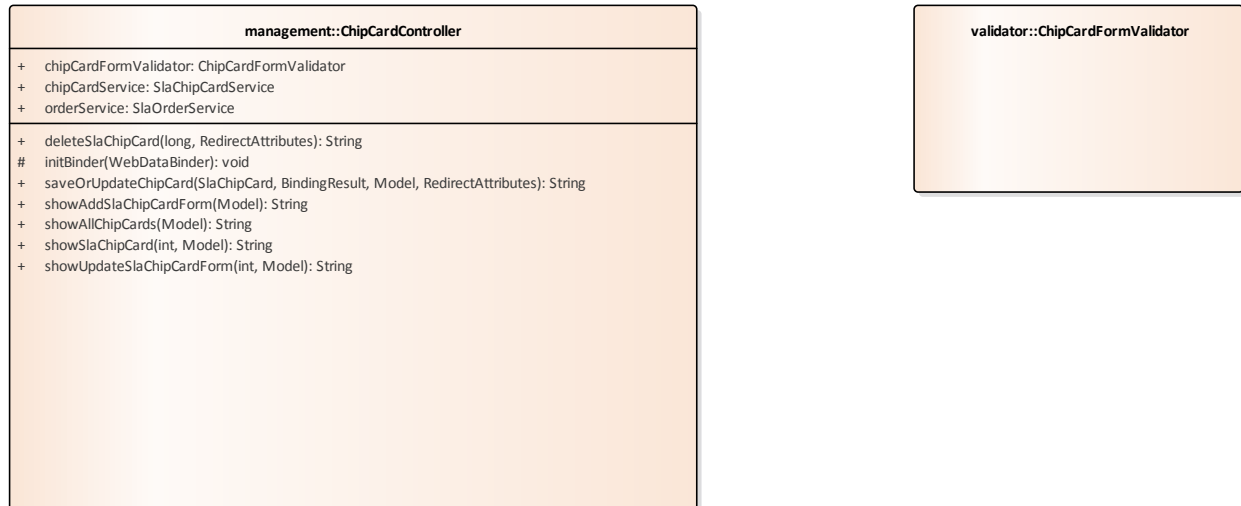 management::ChipCardController
+ chipCardFormValidator: ChipCardFormValidator
+ chipCardService: SlaChipCardService
+ orderService: SlaOrderService
+ deleteSlaChipCard(long, RedirectAttributes): String
# initBinder(WebDataBinder): void
+ saveOrUpdateChipCard(SlaChipCard, BindingResult, Model, RedirectAttributes): String
+ showAddSlaChipCardForm(Model): String
+ showAllChipCards(Model): String
+ showSlaChipCard(int, Model): String
+ showUpdateSlaChipCardForm(int, Model): String
validator::ChipCardFormValidator